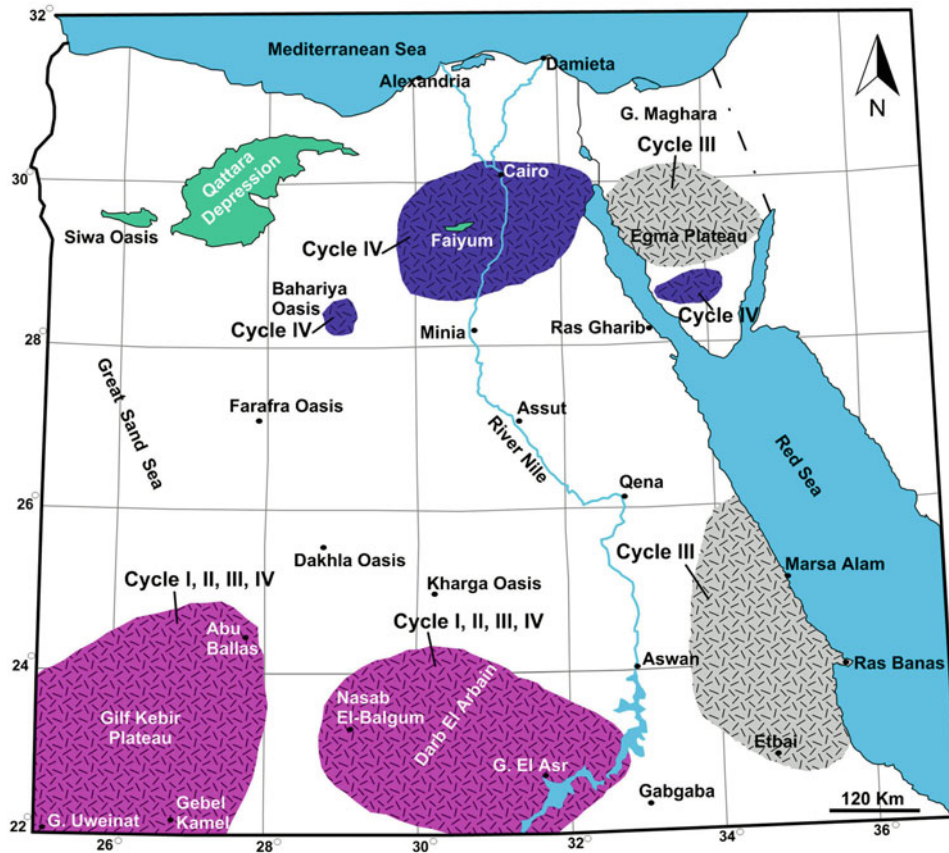 32°
Mediterranean Sea
Damieta
Alexandria
N
G. Maghara
Cycle III
30°
Qattara
Depression
Cairo
Siwa Oasis
Egma Plateau
Cycle IV
Faiyum
Bahariya
Oasis
Cycle IV
Cycle IV
Minia
Ras Gharib
28°
Great Sand Sea
Farafra Oasis
Assut
River Nile
Red Sea
Qena
26°
Dakhla Oasis
Cycle III
Marsa Alam
Cycle I, II, III, IV
Kharga Oasis
Cycle I, II, III, IV
Abu
Ballas
24°
Aswan
Ras Banas
Nasab
El-Balgum
Darb El Arbain
Gilf Kebir
Plateau
Etbai
G. El Asr
Gebel
Kamel
G. Uweinat
Gabgaba
120 Km
22°
26°
28°
30°
32°
34°
36°